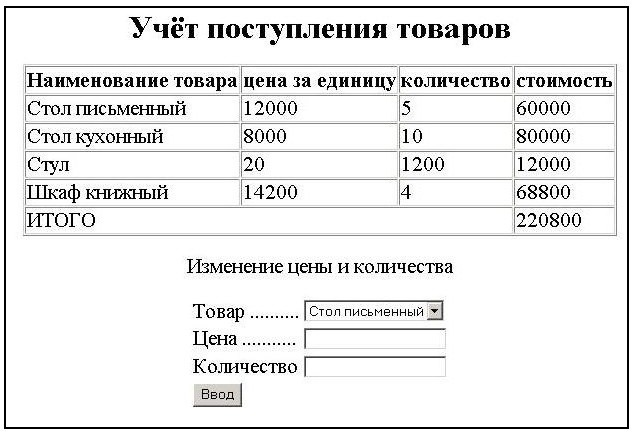 Учёт поступления товаров
Наименование товара цена за единицу количество стоимость
Стол письменный 12000 5 60000
Стол кухонный 8000 10 80000
Стул 20 1200 12000
Шкаф книжный 14200 4 68800
ИТОГО 220800
Изменение цены и количества
Товар .......... Стол письменный
Цена ...........
Количество
Ввод